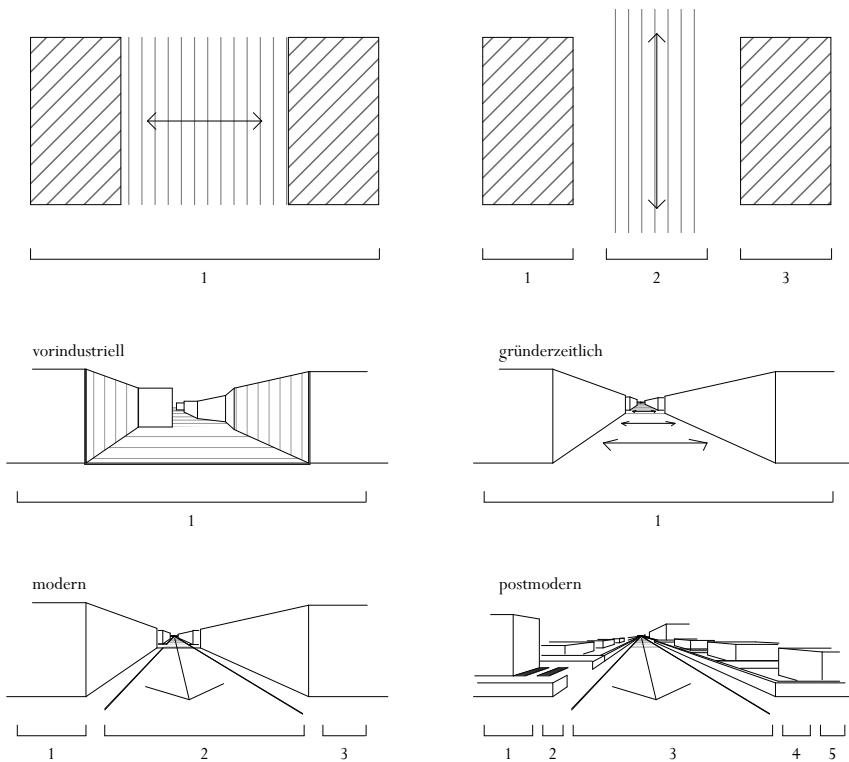 1
1 2 3
vorindustriell
gründerzeitlich
1
1
modern
postmodern
1 2 3
1 2 3 4 5